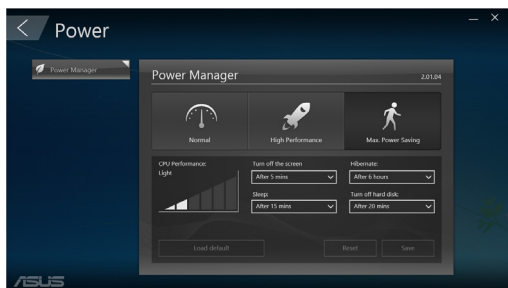 Power
Power Manager
Power Manager
2.01.04
Normal
High Performance
Max. Power Saving
CPU Performance:
Light
Turn off the screen
After 5 mins
Hibernate:
After 6 hours
Sleep:
After 15 mins
Turn off hard disk:
After 20 mins
Load default
Reset
Save
ASUS